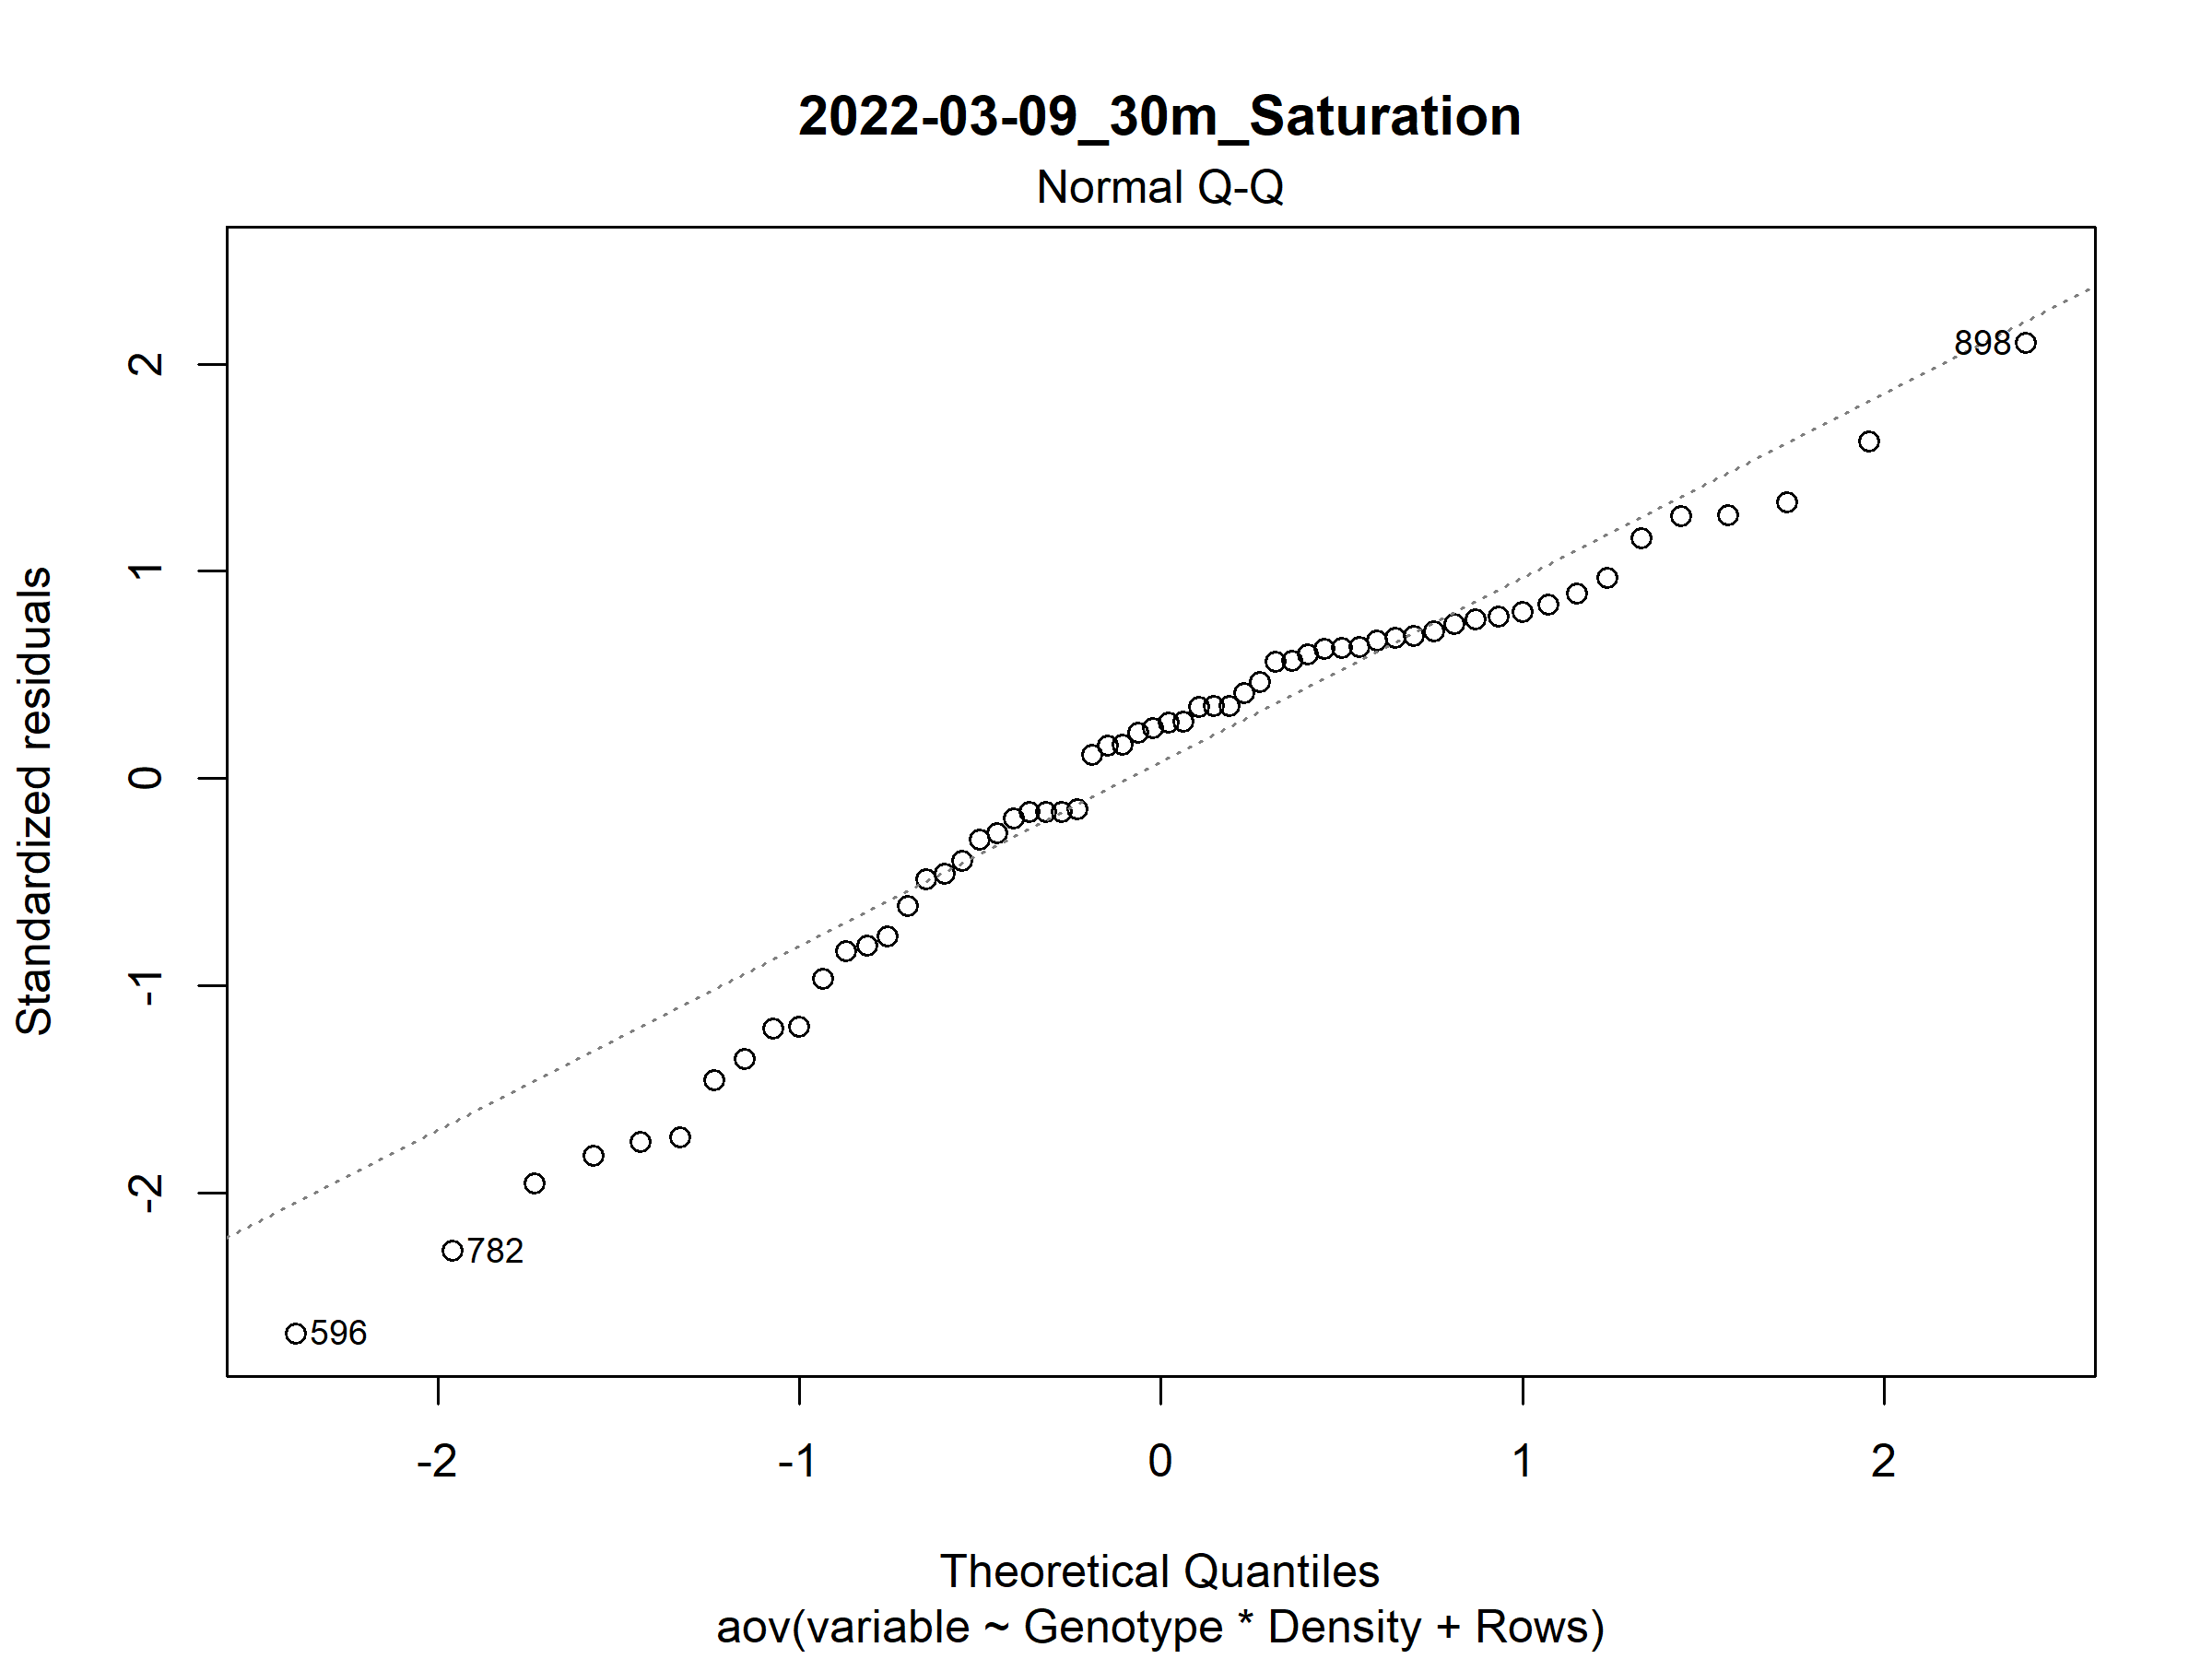 2022-03-09_30m_Saturation
Normal Q-Q
Standardized residuals
2
1
0
-1
-2
898
782
596
-2
-1
0
1
2
Theoretical Quantiles
aov(variable ~ Genotype * Density + Rows)